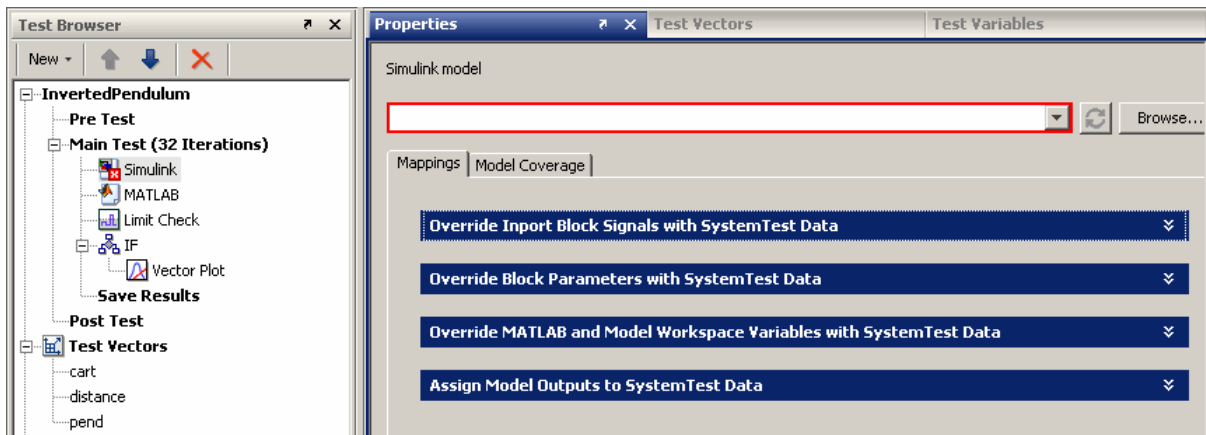 Test Browser
New
InvertedPendulum
Pre Test
Main Test (32 Iterations)
Simulink
MATLAB
Limit Check
IF
Vector Plot
Save Results
Post Test
Test Vectors
cart
distance
pend
Properties
Test Vectors
Test Variables
Simulink model
Browse...
Mappings
Model Coverage
Override Inport Block Signals with SystemTest Data
Override Block Parameters with SystemTest Data
Override MATLAB and Model Workspace Variables with SystemTest Data
Assign Model Outputs to SystemTest Data